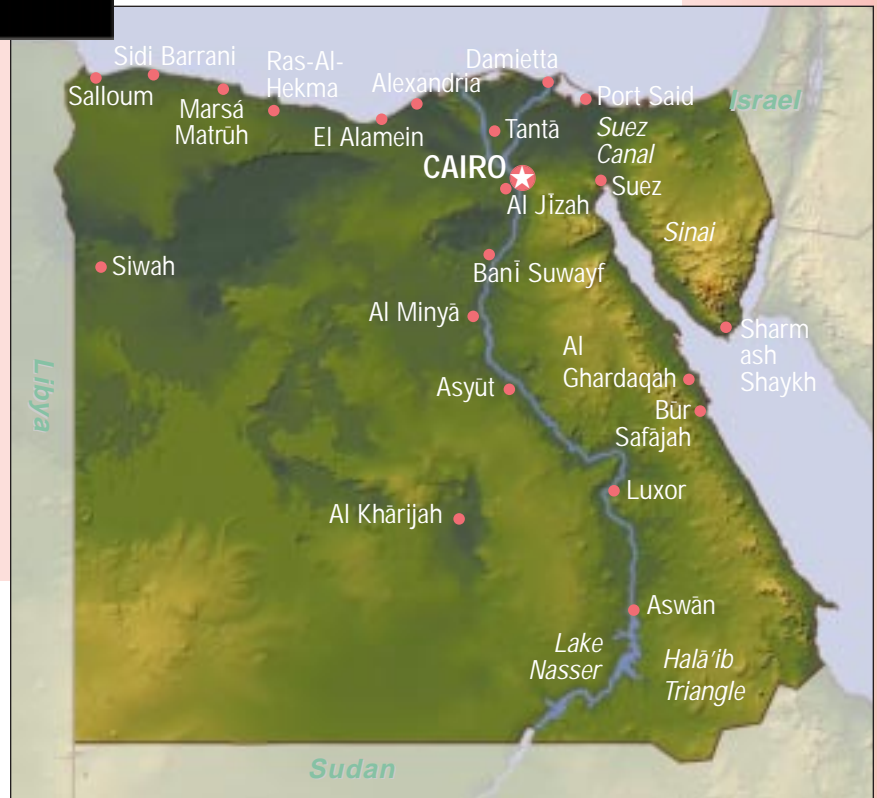 Sidi Barrani
Ras-Al-
Hekma
Damietta
Alexandria
Salloum
Marsá
Matrūh
El Alamein
Port Said
Israel
Tantā
Suez
Canal
CAIRO
Suez
Al Jīzah
Sinai
Siwah
Banī Suwayf
Al Minyā
Sharm
ash
Shaykh
Al
Ghardaqah
Libya
Asyūt
Būr
Safājah
Luxor
Al Khārijah
Aswān
Lake
Nasser
Halā'ib
Triangle
Sudan